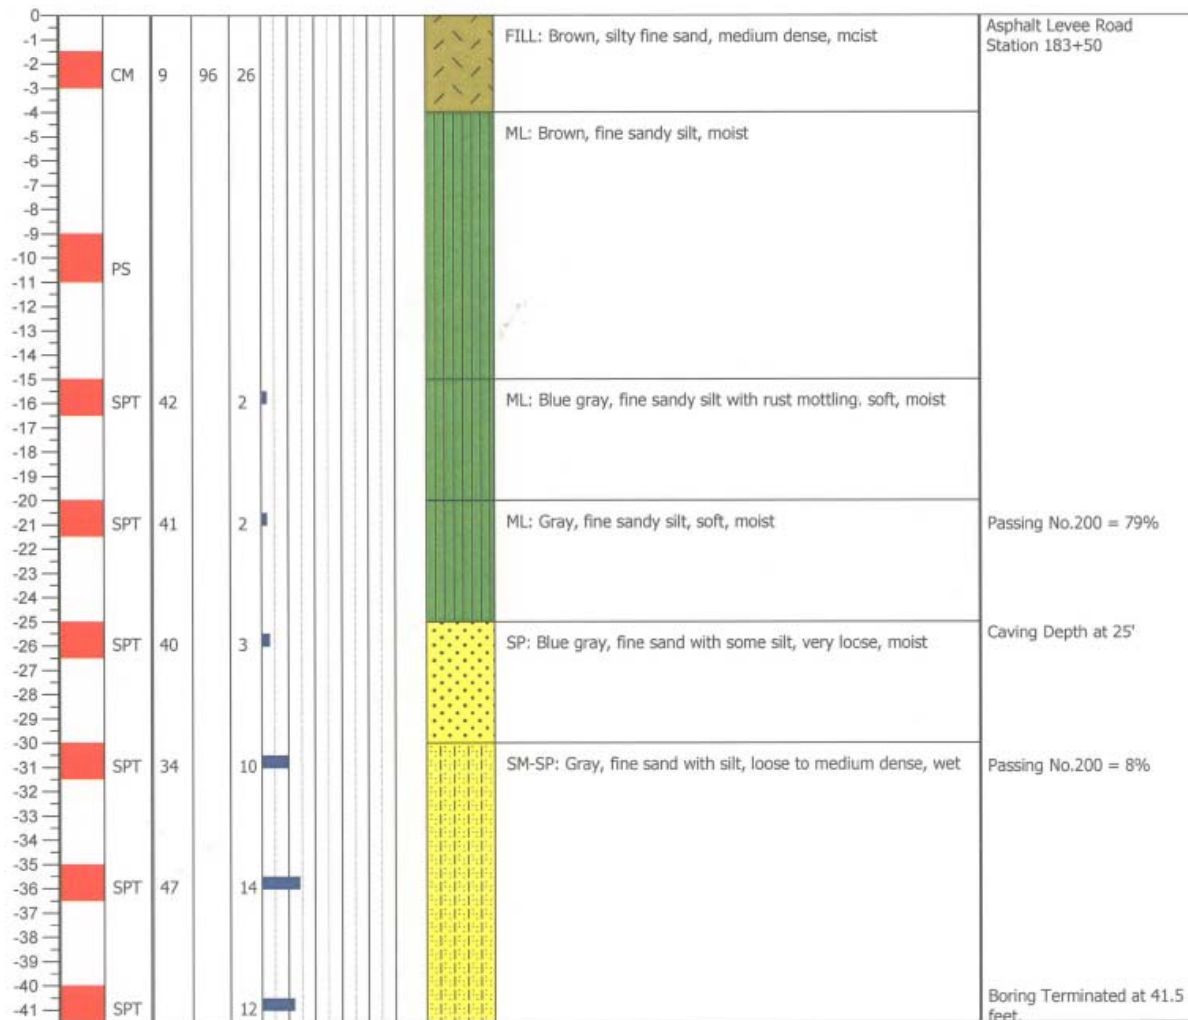 0
FILL: Brown, silty fine sand, medium dense, moist
Asphalt Levee Road
Station 183+50
-1
-2
CM 9 96 26
-3
-4
ML: Brown, fine sandy silt, moist
-5
-6
-7
-8
-9
-10
PS
-11
-12
-13
-14
-15
ML: Blue gray, fine sandy silt with rust mottling. soft, moist
-16
SPT 42 2
-17
-18
-19
-20
ML: Gray, fine sandy silt, soft, moist
Passing No.200 = 79%
-21
SPT 41 2
-22
-23
-24
-25
Caving Depth at 25'
SP: Blue gray, fine sand with some silt, very loose, moist
-26
SPT 40 3
-27
-28
-29
-30
SM-SP: Gray, fine sand with silt, loose to medium dense, wet
Passing No.200 = 8%
-31
SPT 34 10
-32
-33
-34
-35
-36
SPT 47 14
-37
-38
-39
-40
Boring Terminated at 41.5
feet.
-41
SPT 12